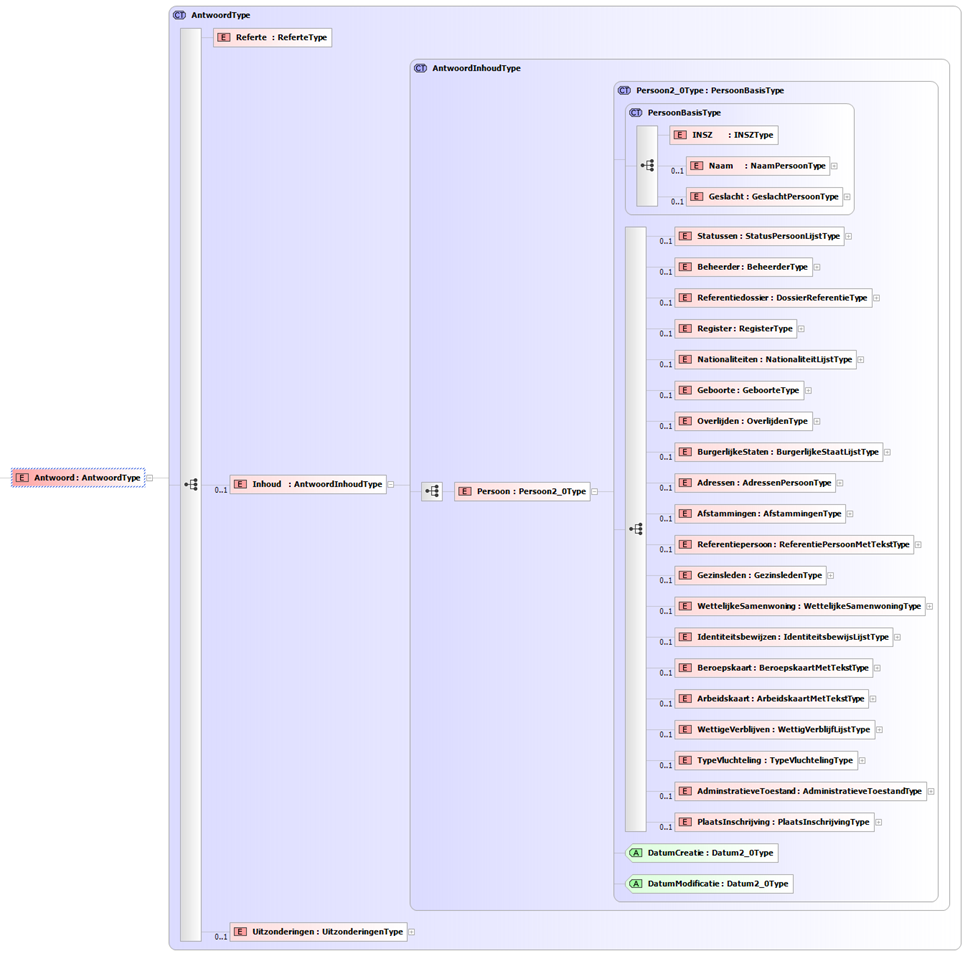 CT AntwoordType
E Referte : ReferteType
CT AntwoordInhoudType
CT Persoon2_0Type : PersoonBasisType
CT PersoonBasisType
E INSZ : INSZType
E Naam : NaamPersoonType
0..1
E Geslacht : GeslachtPersoonType
0..1
E Statussen : StatusPersoonLijstType
0..1
E Beheerder : BeheerderType
0..1
E Referentiedossier : DossierReferentieType
0..1
E Register : RegisterType
0..1
E Nationaliteiten : NationaliteitLijstType
0..1
E Geboorte : GeboorteType
0..1
E Overlijden : OverlijdenType
0..1
E BurgerlijkeStaten : BurgerlijkeStaatLijstType
0..1
E Antwoord : AntwoordType
E Inhoud : AntwoordInhoudType
0..1
E Persoon : Persoon2_0Type
E Adressen : AdressenPersoonType
0..1
E Afstammingen : AfstammingenType
0..1
E Referentiepersoon : ReferentiePersoonMetTekstType
0..1
E Gezinsleden : GezinsledenType
0..1
E WettelijkeSamenwoning : WettelijkeSamenwoningType
0..1
E Identiteitsbewijzen : IdentiteitsbewijsLijstType
0..1
E Beroepskaart : BeroepskaartMetTekstType
0..1
E Arbeidskaart : ArbeidskaartMetTekstType
0..1
E WettigeVerblijven : WettigVerblijfLijstType
0..1
E TypeVluchteling : TypeVluchtelingType
0..1
E AdminstratieveToestand : AdministratieveToestandType
0..1
E PlaatsInschrijving : PlaatsInschrijvingType
0..1
A DatumCreatie : Datum2_0Type
A DatumModificatie : Datum2_0Type
E Uitzonderingen : UitzonderingenType
0..1